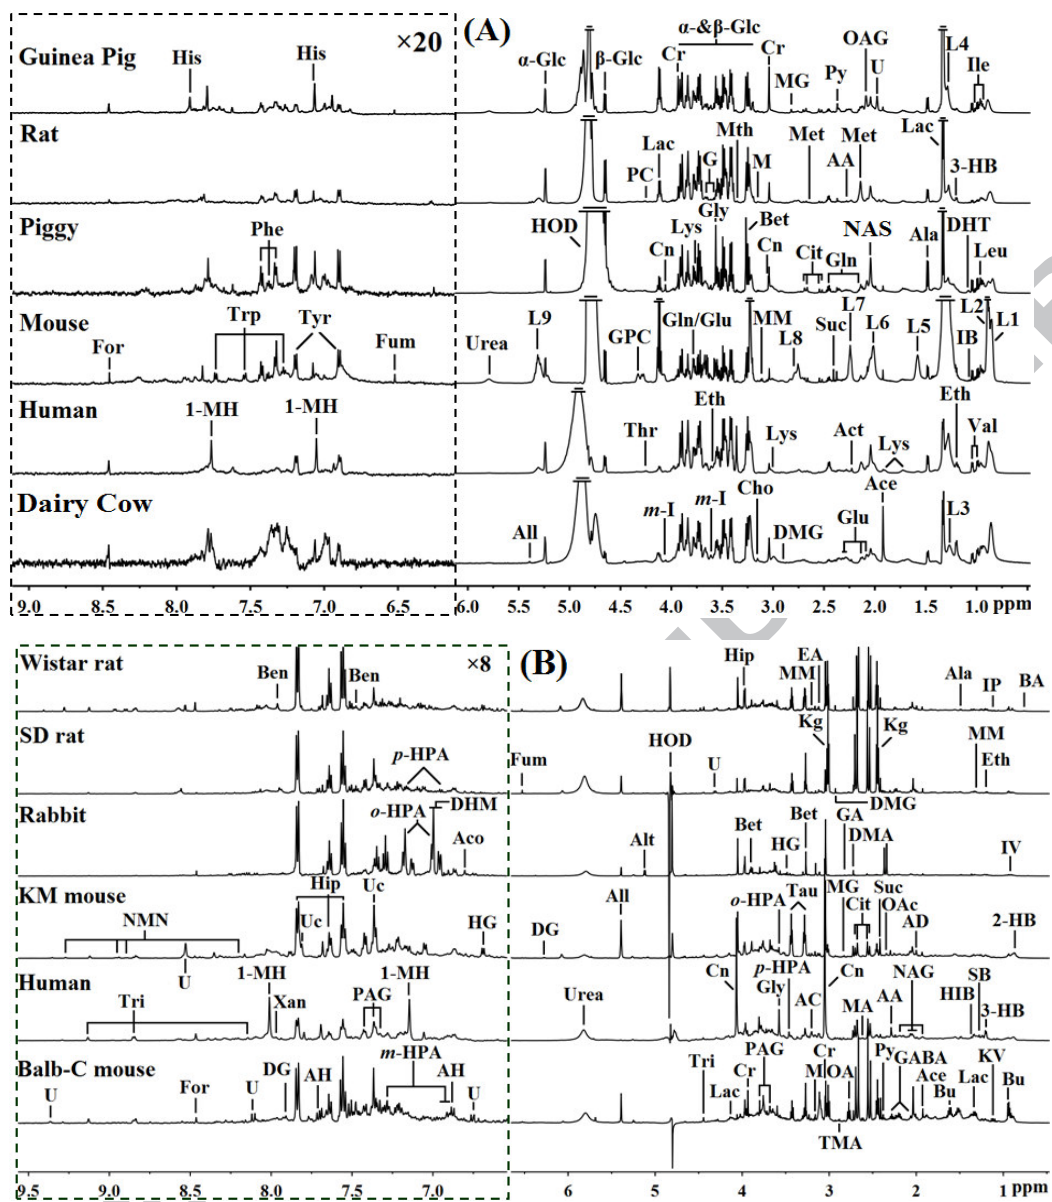 (A)
×20
α-&β-Glc
Guinea Pig His His α-Glc β-Glc Cr Cr MG Py OAG U L4 Ile
Rat PC Lac G Mth M Met AA Met Lac 3-HB
Piggy Phe HOD Cn Lys Gly Bet Cn Cit Gln NAS Ala DHT Leu
Mouse For Trp Tyr Fum Urea L9 GPC Gln/Glu MM L8 Suc L7 L6 L5 IB L2 L1
Human 1-MH 1-MH Thr Eth Lys Act Lys Eth Val
Dairy Cow All m-I m-I Cho DMG Glu Ace L3
9.0 8.5 8.0 7.5 7.0 6.5 6.0 5.5 5.0 4.5 4.0 3.5 3.0 2.5 2.0 1.5 1.0 ppm
(B)
×8
Wistar rat Ben Ben Hip MM EA Ala IP BA
SD rat p-HPA Fum HOD U Kg Kg DMG MM Eth
Rabbit o-HPA DHM Aco Alt Bet HG Bet GA DMA IV
KM mouse NMN U Uc Hip Uc HG DG All o-HPA Tau MG Cit Suc OAc AD 2-HB
Human Tri 1-MH Xan PAG 1-MH Urea Cn Gly p-HPA AC Cn MA AA NAG HIB SB 3-HB
Balb-C mouse U For U DG AH m-HPA AH U Tri Lac Cr PAG M Cr OA TMA Py GABA Ace Bu Lac KV Bu
9.5 9.0 8.5 8.0 7.5 7.0 6 5 4 3 2 1 ppm